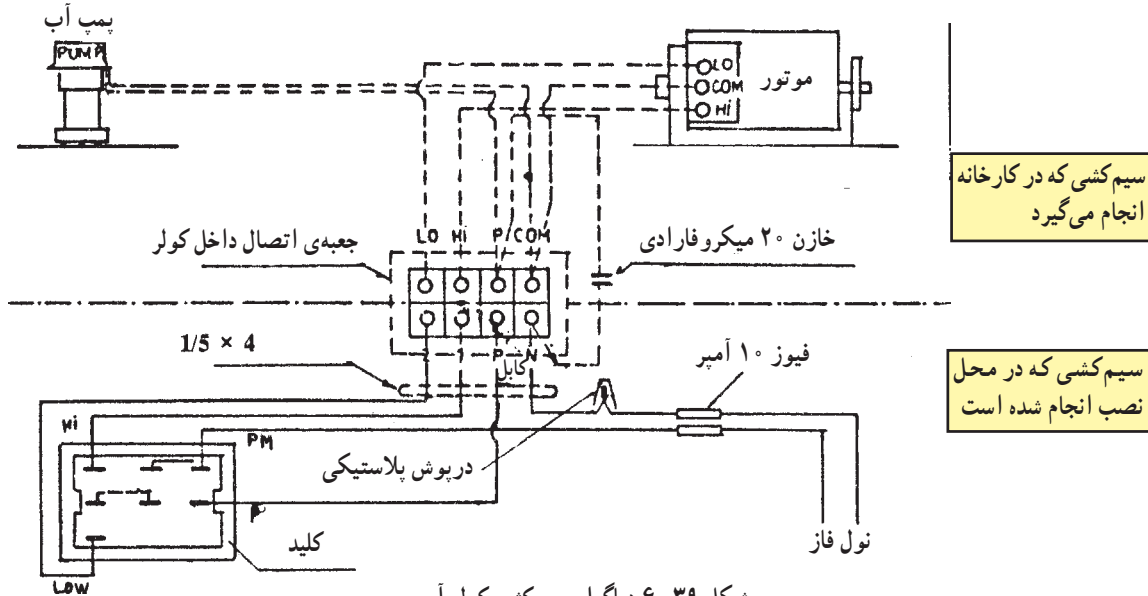 پمپ آب
PUMP
LO
COM
Hi
موتور
سیم‌کشی که در کارخانه
انجام می‌گیرد
LO Hi P COM
جعبه‌ی اتصال داخل کولر
خازن ۲۰ میکروفارادی
1/5 × 4
2 1 P N
کابل
فیوز ۱۰ آمپر
سیم‌کشی که در محل
نصب انجام شده است
Hi
PM
درپوش پلاستیکی
P
کلید
نول فاز
LOW